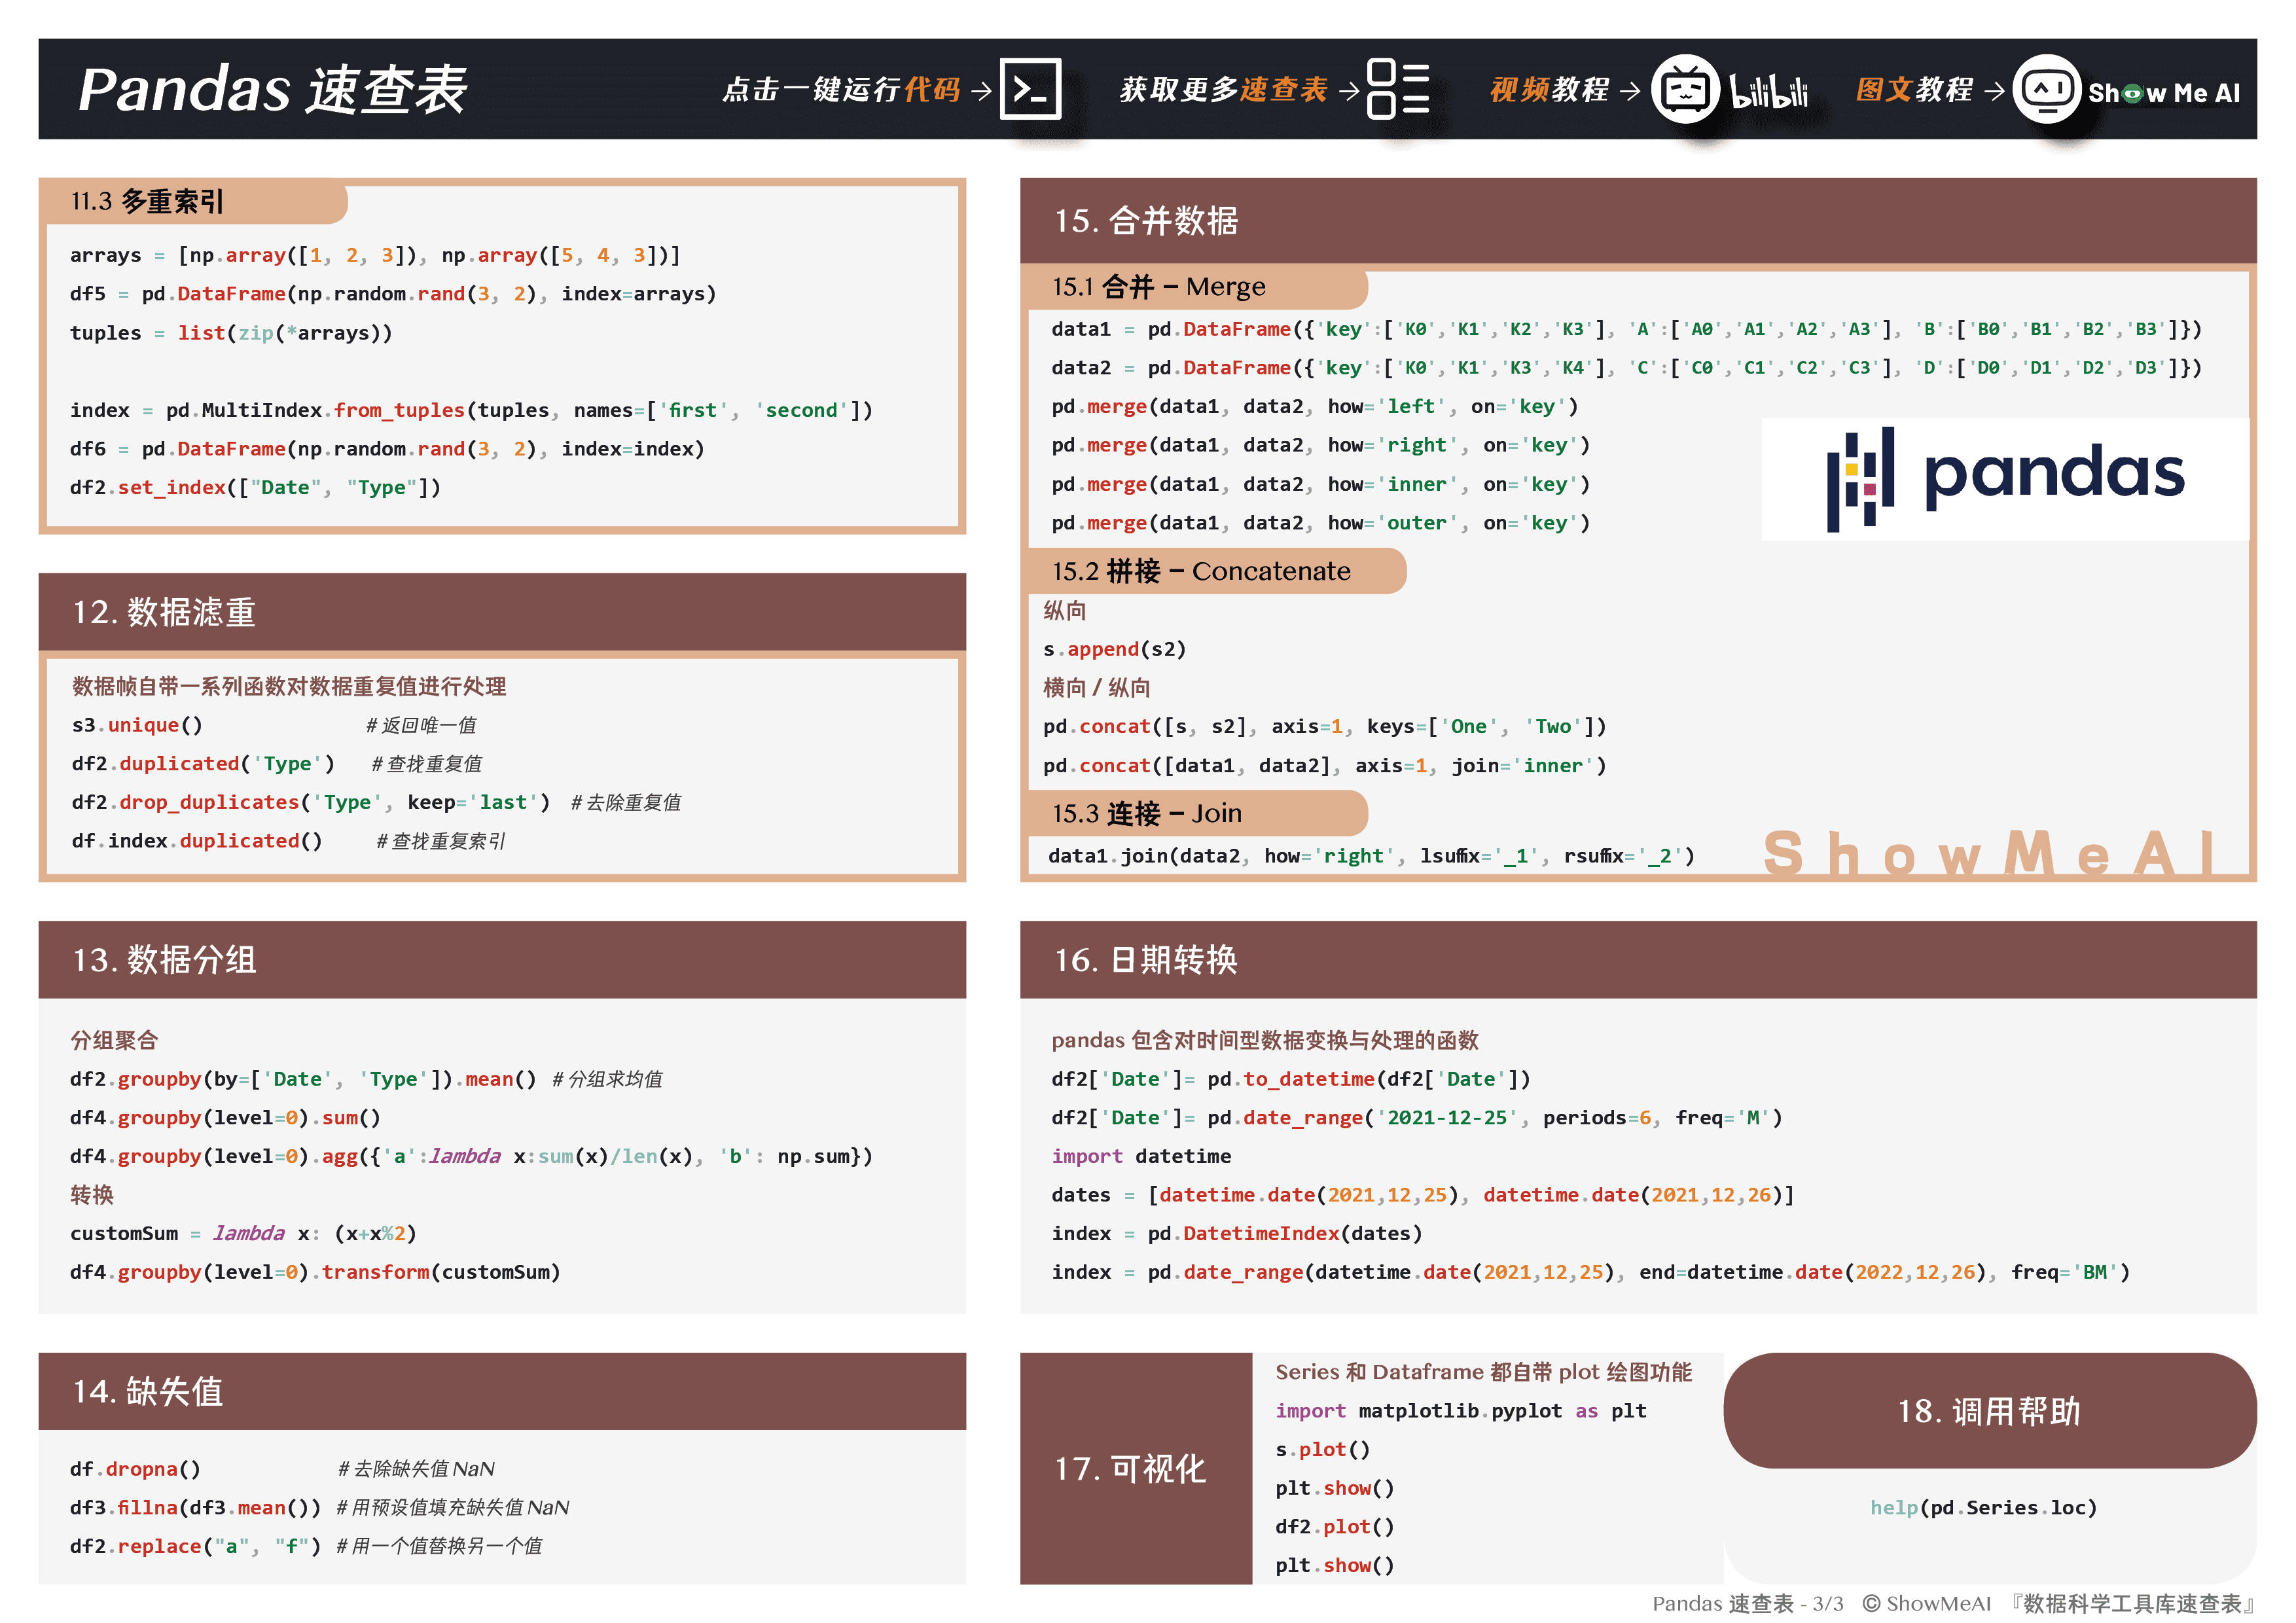 Pandas 速查表
点击一键运行代码→
获取更多速查表→
视频教程→ bilibili
图文教程→ ShowMeAI
11.3 多重索引
arrays = [np.array([1, 2, 3]), np.array([5, 4, 3])]
df5 = pd.DataFrame(np.random.rand(3, 2), index=arrays)
tuples = list(zip(*arrays))
index = pd.MultiIndex.from_tuples(tuples, names=['first', 'second'])
df6 = pd.DataFrame(np.random.rand(3, 2), index=index)
df2.set_index(["Date", "Type"])
12. 数据滤重
数据帧自带一系列函数对数据重复值进行处理
s3.unique() # 返回唯一值
df2.duplicated('Type') # 查找重复值
df2.drop_duplicates('Type', keep='last') # 去除重复值
df.index.duplicated() # 查找重复索引
13. 数据分组
分组聚合
df2.groupby(by=['Date', 'Type']).mean() # 分组求均值
df4.groupby(level=0).sum()
df4.groupby(level=0).agg({'a':lambda x:sum(x)/len(x), 'b': np.sum})
转换
customSum = lambda x: (x+x%2)
df4.groupby(level=0).transform(customSum)
14. 缺失值
df.dropna() # 去除缺失值 NaN
df3.fillna(df3.mean()) # 用预设值填充缺失值 NaN
df2.replace("a", "f") # 用一个值替换另一个值
15. 合并数据
15.1 合并 – Merge
data1 = pd.DataFrame({'key':['K0','K1','K2','K3'], 'A':['A0','A1','A2','A3'], 'B':['B0','B1','B2','B3']})
data2 = pd.DataFrame({'key':['K0','K1','K3','K4'], 'C':['C0','C1','C2','C3'], 'D':['D0','D1','D2','D3']})
pd.merge(data1, data2, how='left', on='key')
pd.merge(data1, data2, how='right', on='key')
pd.merge(data1, data2, how='inner', on='key')
pd.merge(data1, data2, how='outer', on='key')
pandas
15.2 拼接 – Concatenate
纵向
s.append(s2)
横向 / 纵向
pd.concat([s, s2], axis=1, keys=['One', 'Two'])
pd.concat([data1, data2], axis=1, join='inner')
15.3 连接 – Join
data1.join(data2, how='right', lsuffix='_1', rsuffix='_2')
ShowMeAI
16. 日期转换
pandas 包含对时间型数据变换与处理的函数
df2['Date']= pd.to_datetime(df2['Date'])
df2['Date']= pd.date_range('2021-12-25', periods=6, freq='M')
import datetime
dates = [datetime.date(2021,12,25), datetime.date(2021,12,26)]
index = pd.DatetimeIndex(dates)
index = pd.date_range(datetime.date(2021,12,25), end=datetime.date(2022,12,26), freq='BM')
17. 可视化
Series 和 Dataframe 都自带 plot 绘图功能
import matplotlib.pyplot as plt
s.plot()
plt.show()
df2.plot()
plt.show()
18. 调用帮助
help(pd.Series.loc)
Pandas 速查表 - 3/3 © ShowMeAI 『数据科学工具库速查表』